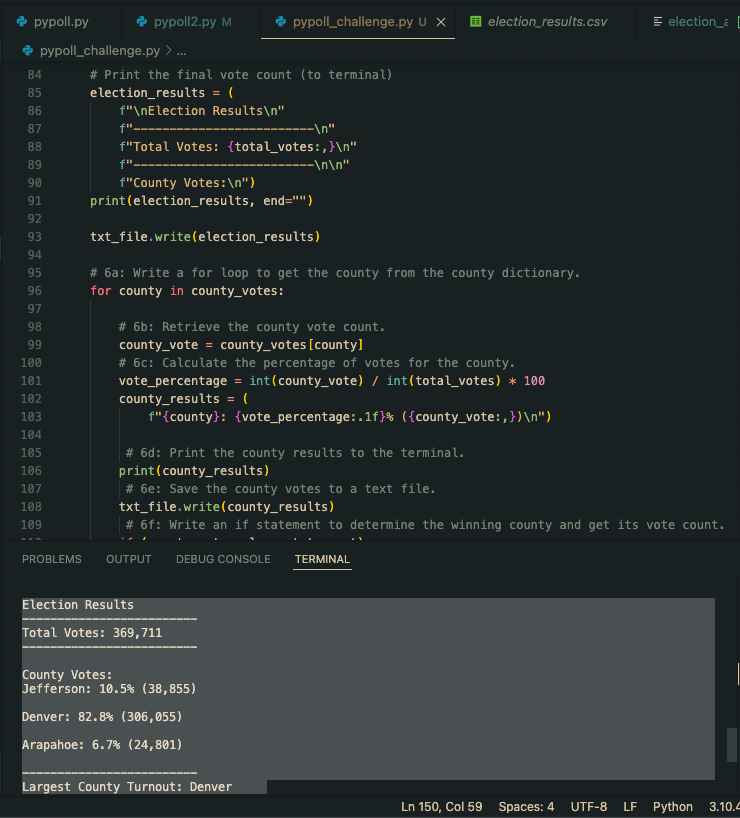 pypoll.py pypoll2.py M pypoll_challenge.py U × election_results.csv election_a
pypoll_challenge.py > ...
84 # Print the final vote count (to terminal)
85 election_results = (
86 f"\nElection Results\n"
87 f"-------------------------\n"
88 f"Total Votes: {total_votes:,}\n"
89 f"-------------------------\n\n"
90 f"County Votes:\n")
91 print(election_results, end="")
92
93 txt_file.write(election_results)
94
95 # 6a: Write a for loop to get the county from the county dictionary.
96 for county in county_votes:
97
98 # 6b: Retrieve the county vote count.
99 county_vote = county_votes[county]
100 # 6c: Calculate the percentage of votes for the county.
101 vote_percentage = int(county_vote) / int(total_votes) * 100
102 county_results = (
103 f"{county}: {vote_percentage:.1f}% ({county_vote:,})\n")
104
105 # 6d: Print the county results to the terminal.
106 print(county_results)
107 # 6e: Save the county votes to a text file.
108 txt_file.write(county_results)
109 # 6f: Write an if statement to determine the winning county and get its vote count.
PROBLEMS OUTPUT DEBUG CONSOLE TERMINAL
Election Results
-------------------------
Total Votes: 369,711
-------------------------
County Votes:
Jefferson: 10.5% (38,855)
Denver: 82.8% (306,055)
Arapahoe: 6.7% (24,801)
-------------------------
Largest County Turnout: Denver
Ln 150, Col 59 Spaces: 4 UTF-8 LF Python 3.10.4